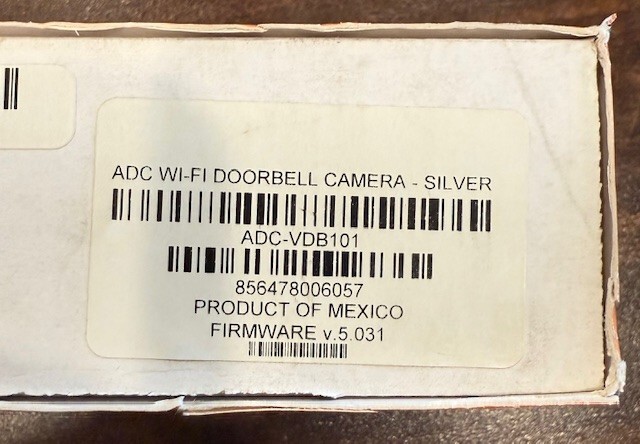 ADC WI-FI DOORBELL CAMERA - SILVER
ADC-VDB101
856478006057
PRODUCT OF MEXICO
FIRMWARE v.5.031